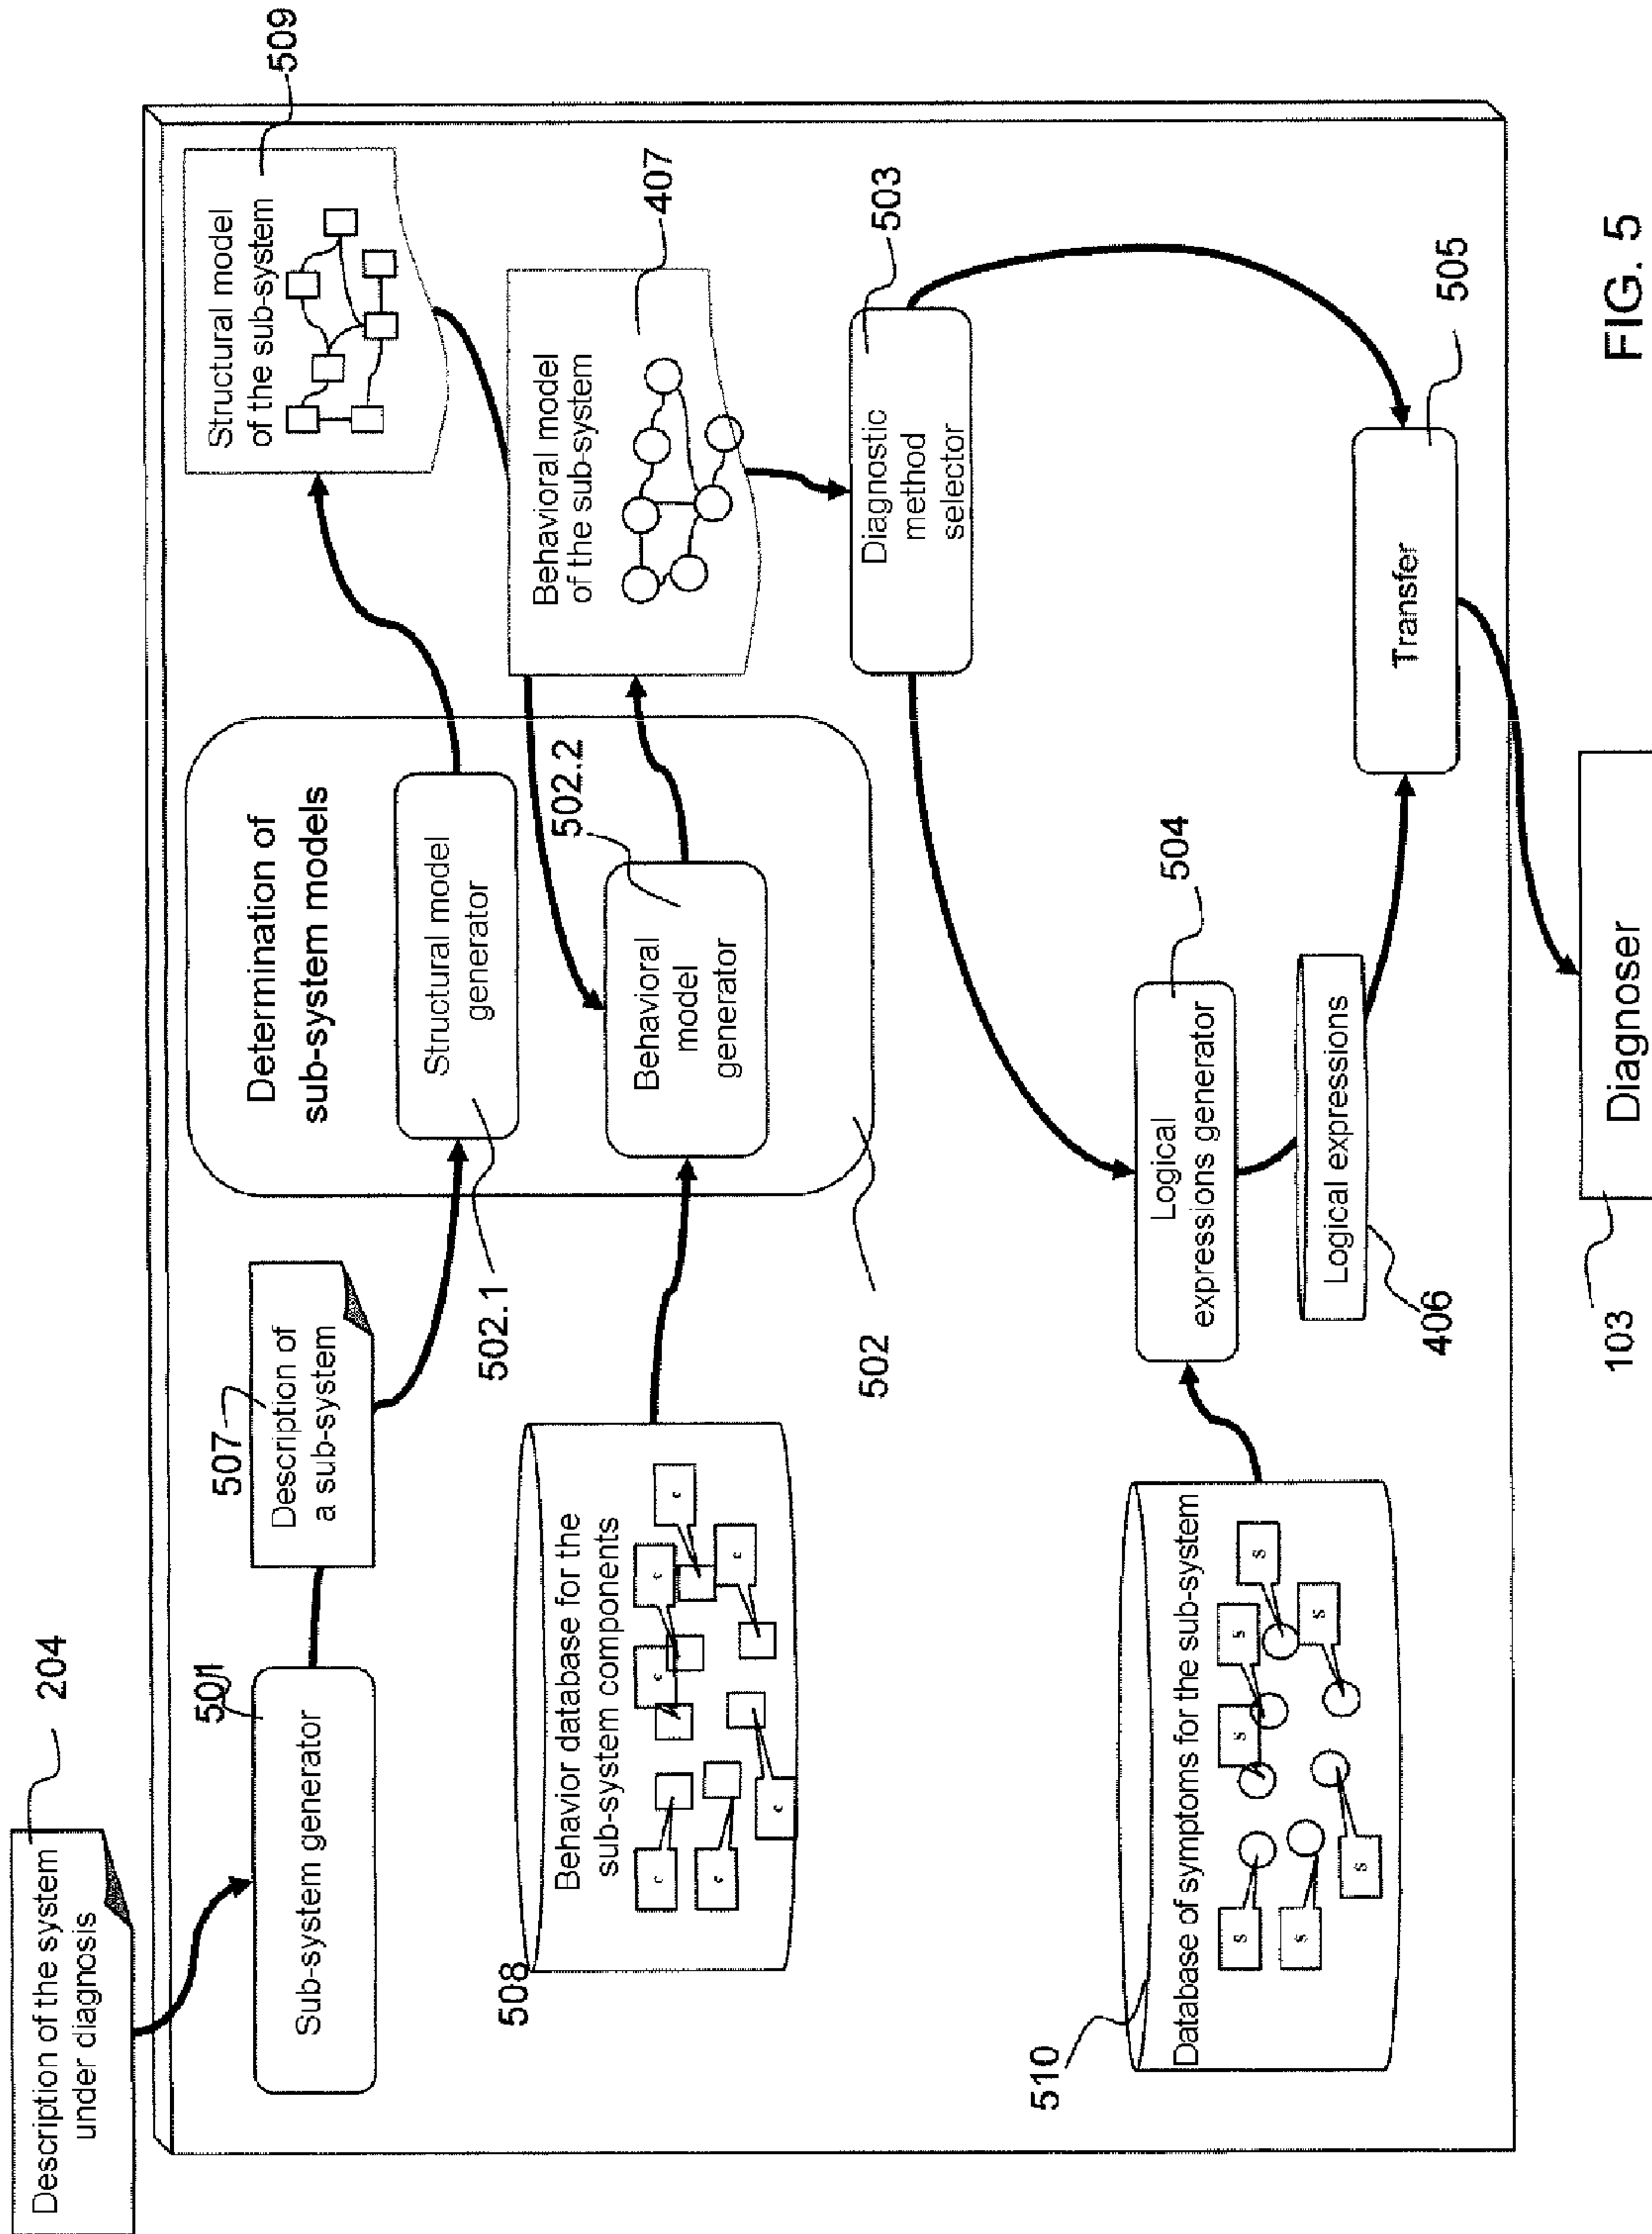 204
Description of the system
under diagnosis
501
Sub-system generator
507
Description of
a sub-system
Determination of
sub-system models
Structural model
generator
502.1
Structural model
of the sub-system
509
508
Behavior database for the
sub-system components
c
c
c
c
c
c
c
502.2
Behavioral
model
generator
502
Behavioral model
of the sub-system
407
Diagnostic
method
selector
503
510
Database of symptoms for the sub-system
s
s
s
s
s
s
s
Logical
expressions generator
504
Logical expressions
406
Transfer
505
103
Diagnoser
FIG. 5